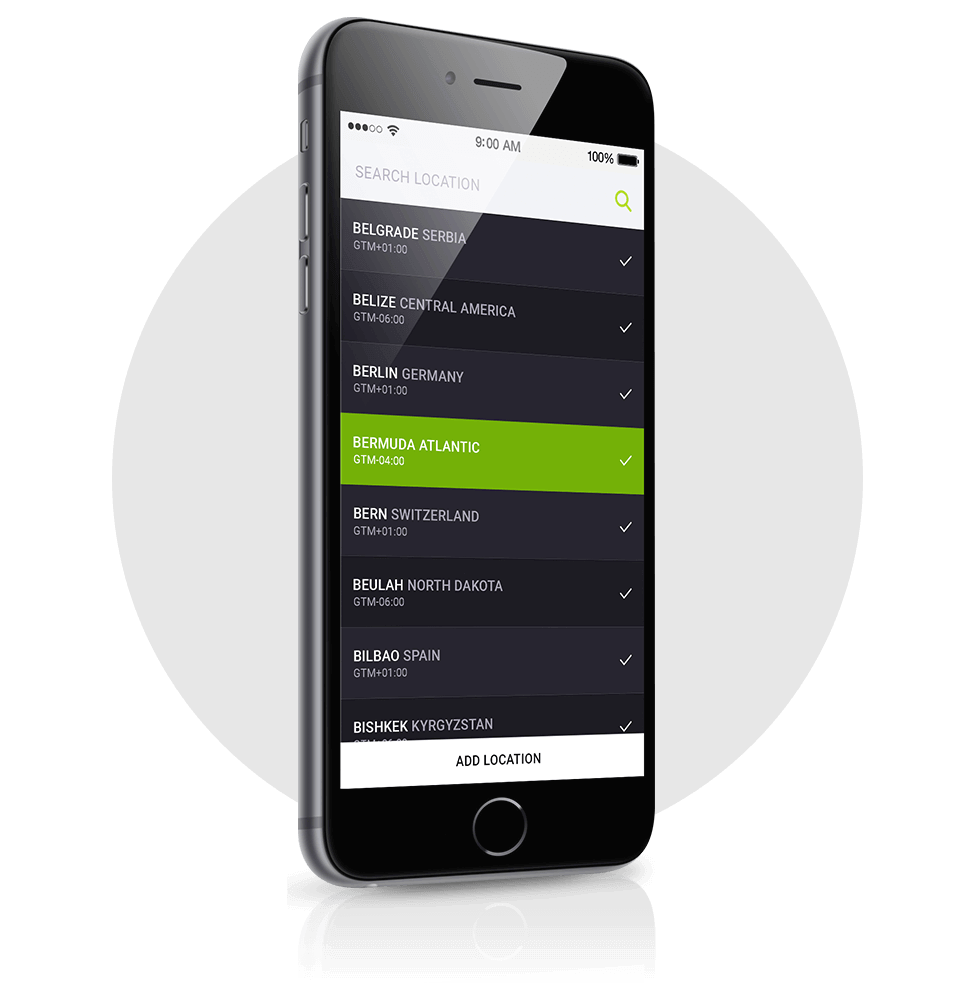 9:00 AM
100%
SEARCH LOCATION
BELGRADE SERBIA
GTM+01:00
BELIZE CENTRAL AMERICA
GTM-06:00
BERLIN GERMANY
GTM+01:00
BERMUDA ATLANTIC
GTM-04:00
BERN SWITZERLAND
GTM+01:00
BEULAH NORTH DAKOTA
GTM-06:00
BILBAO SPAIN
GTM+01:00
BISHKEK KYRGYZSTAN
ADD LOCATION